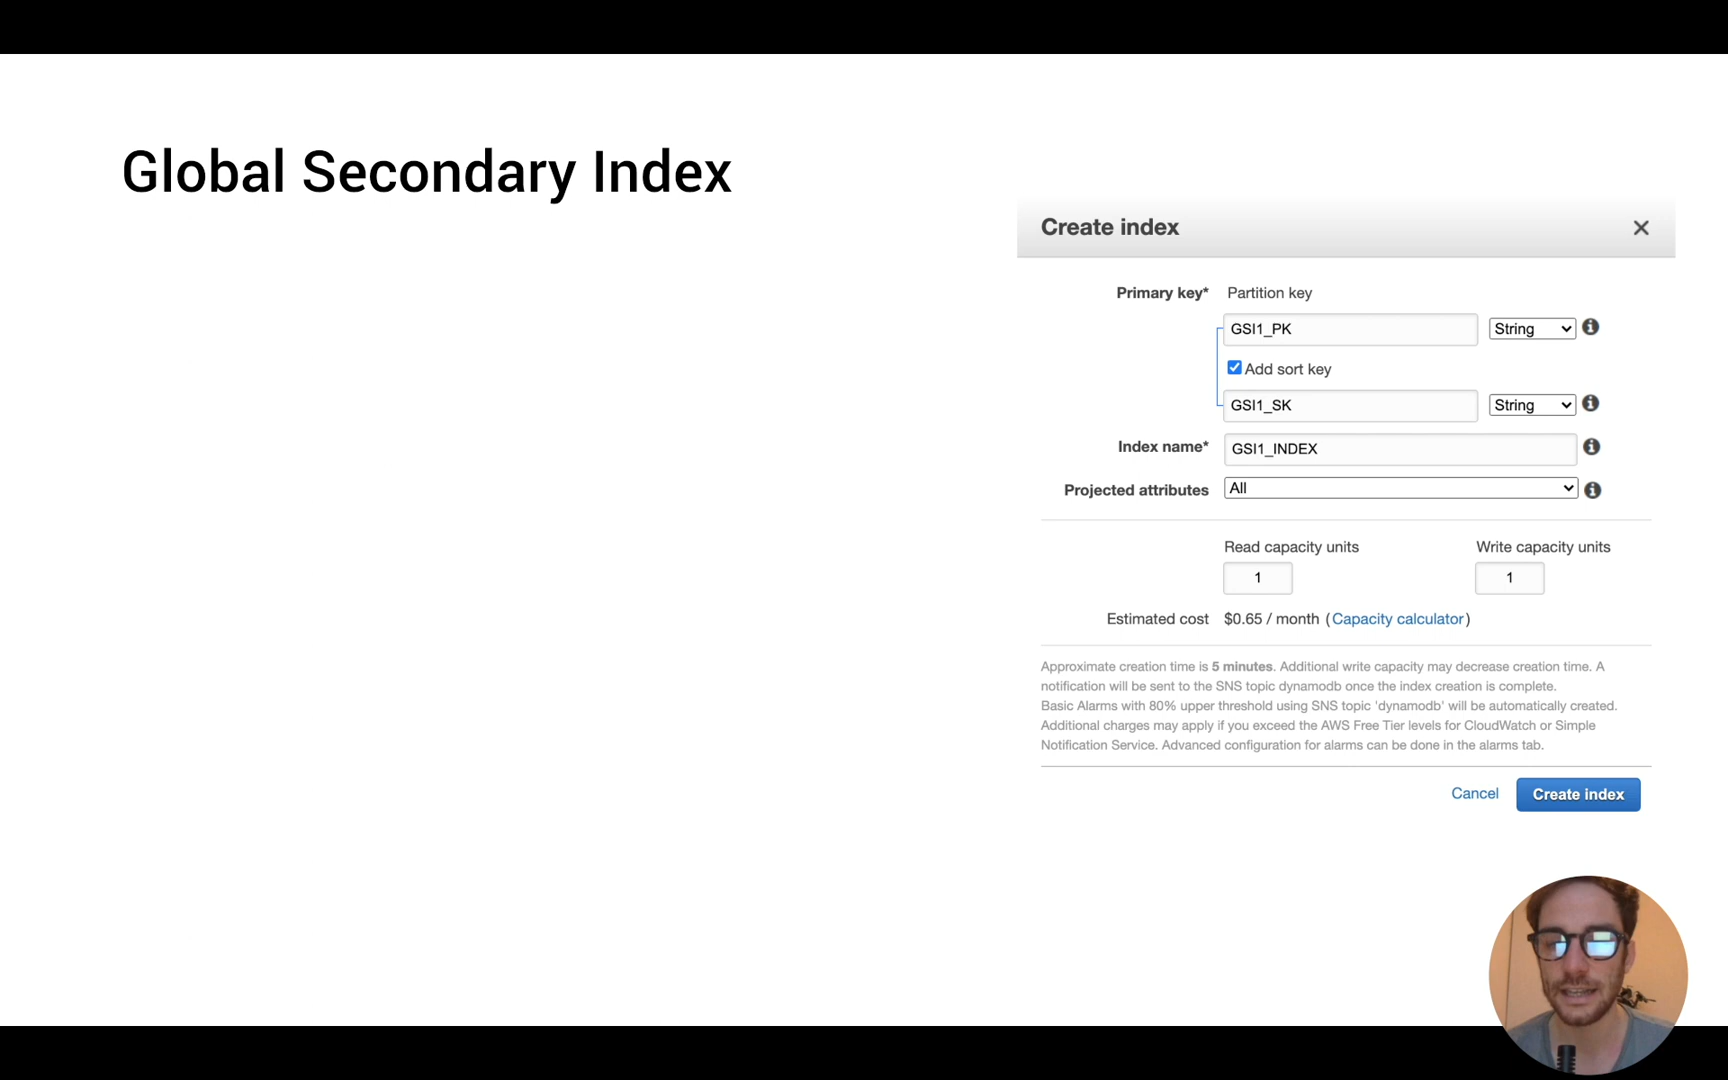 Global Secondary Index
Create index
Primary key* Partition key
GSI1_PK String
Add sort key
GSI1_SK String
Index name* GSI1_INDEX
Projected attributes All
Read capacity units Write capacity units
1 1
Estimated cost $0.65 / month (Capacity calculator)
Approximate creation time is 5 minutes. Additional write capacity may decrease creation time. A
notification will be sent to the SNS topic dynamodb once the index creation is complete.
Basic Alarms with 80% upper threshold using SNS topic 'dynamodb' will be automatically created.
Additional charges may apply if you exceed the AWS Free Tier levels for CloudWatch or Simple
Notification Service. Advanced configuration for alarms can be done in the alarms tab.
Cancel Create index